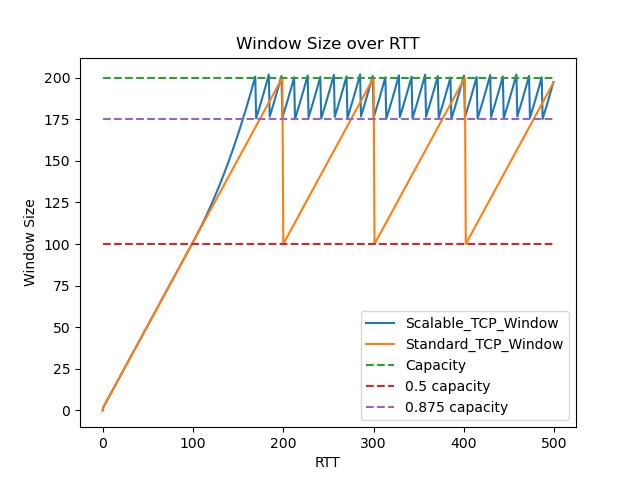 Window Size over RTT
Window Size
200
175
150
125
100
75
50
25
0
Scalable_TCP_Window
Standard_TCP_Window
Capacity
0.5 capacity
0.875 capacity
0 100 200 300 400 500
RTT